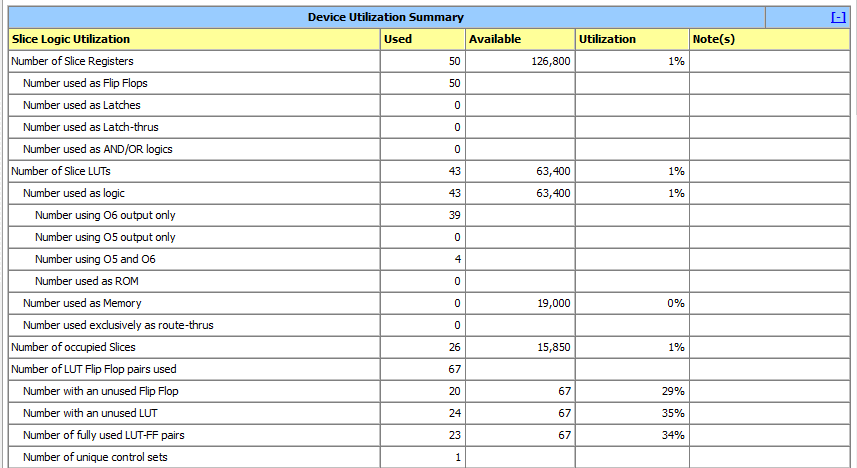 Device Utilization Summary [-]
Slice Logic Utilization Used Available Utilization Note(s)
Number of Slice Registers 50 126,800 1%
Number used as Flip Flops 50
Number used as Latches 0
Number used as Latch-thrus 0
Number used as AND/OR logics 0
Number of Slice LUTs 43 63,400 1%
Number used as logic 43 63,400 1%
Number using O6 output only 39
Number using O5 output only 0
Number using O5 and O6 4
Number used as ROM 0
Number used as Memory 0 19,000 0%
Number used exclusively as route-thrus 0
Number of occupied Slices 26 15,850 1%
Number of LUT Flip Flop pairs used 67
Number with an unused Flip Flop 20 67 29%
Number with an unused LUT 24 67 35%
Number of fully used LUT-FF pairs 23 67 34%
Number of unique control sets 1